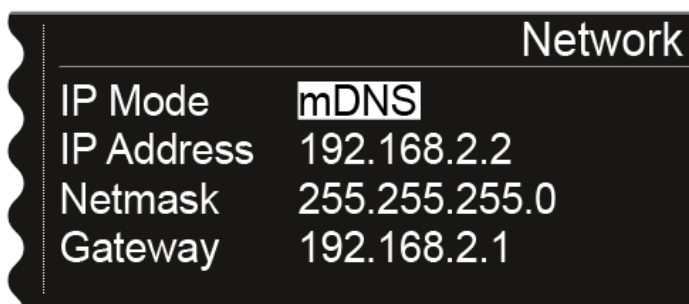 Network
IP Mode mDNS
IP Address 192.168.2.2
Netmask 255.255.255.0
Gateway 192.168.2.1